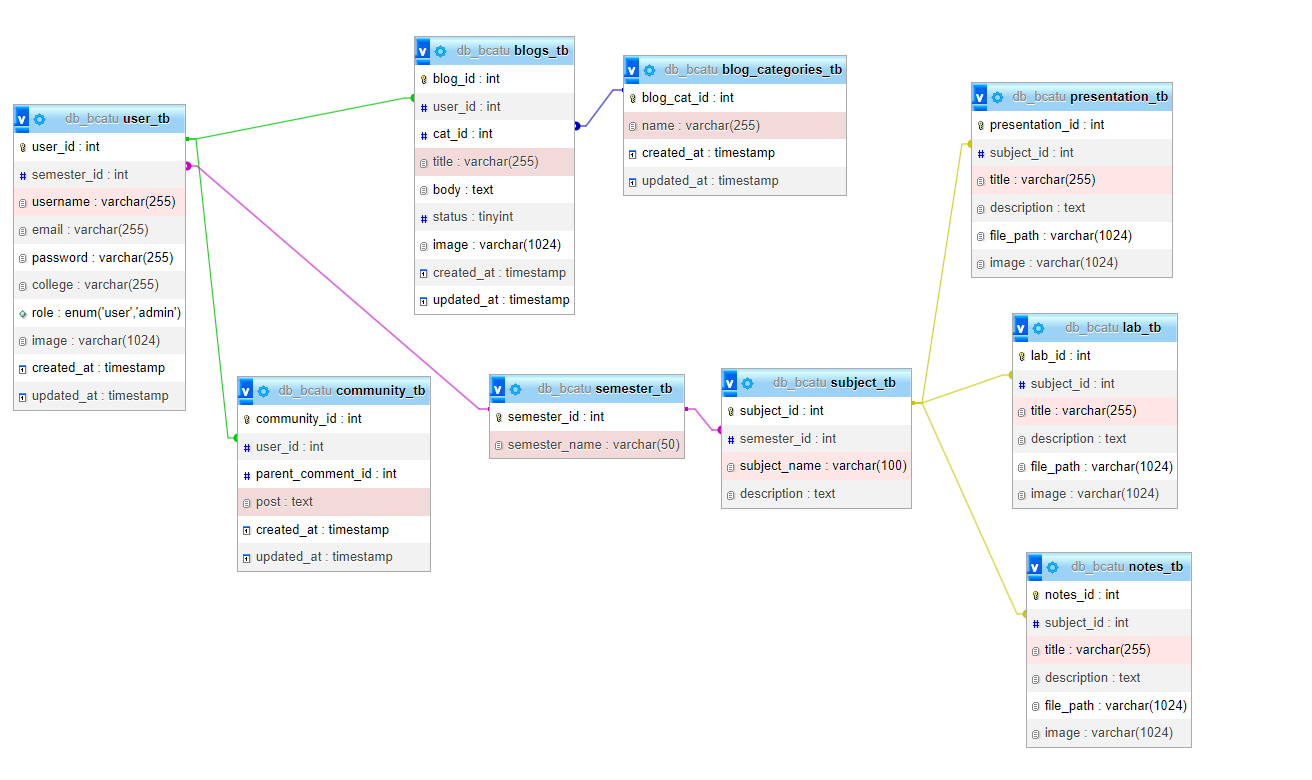 db_bcatu user_tb
user_id : int
semester_id : int
username : varchar(255)
email : varchar(255)
password : varchar(255)
college : varchar(255)
role : enum('user','admin')
image : varchar(1024)
created_at : timestamp
updated_at : timestamp
db_bcatu blogs_tb
blog_id : int
user_id : int
cat_id : int
title : varchar(255)
body : text
status : tinyint
image : varchar(1024)
created_at : timestamp
updated_at : timestamp
db_bcatu blog_categories_tb
blog_cat_id : int
name : varchar(255)
created_at : timestamp
updated_at : timestamp
db_bcatu community_tb
community_id : int
user_id : int
parent_comment_id : int
post : text
created_at : timestamp
updated_at : timestamp
db_bcatu semester_tb
semester_id : int
semester_name : varchar(50)
db_bcatu subject_tb
subject_id : int
semester_id : int
subject_name : varchar(100)
description : text
db_bcatu presentation_tb
presentation_id : int
subject_id : int
title : varchar(255)
description : text
file_path : varchar(1024)
image : varchar(1024)
db_bcatu lab_tb
lab_id : int
subject_id : int
title : varchar(255)
description : text
file_path : varchar(1024)
image : varchar(1024)
db_bcatu notes_tb
notes_id : int
subject_id : int
title : varchar(255)
description : text
file_path : varchar(1024)
image : varchar(1024)